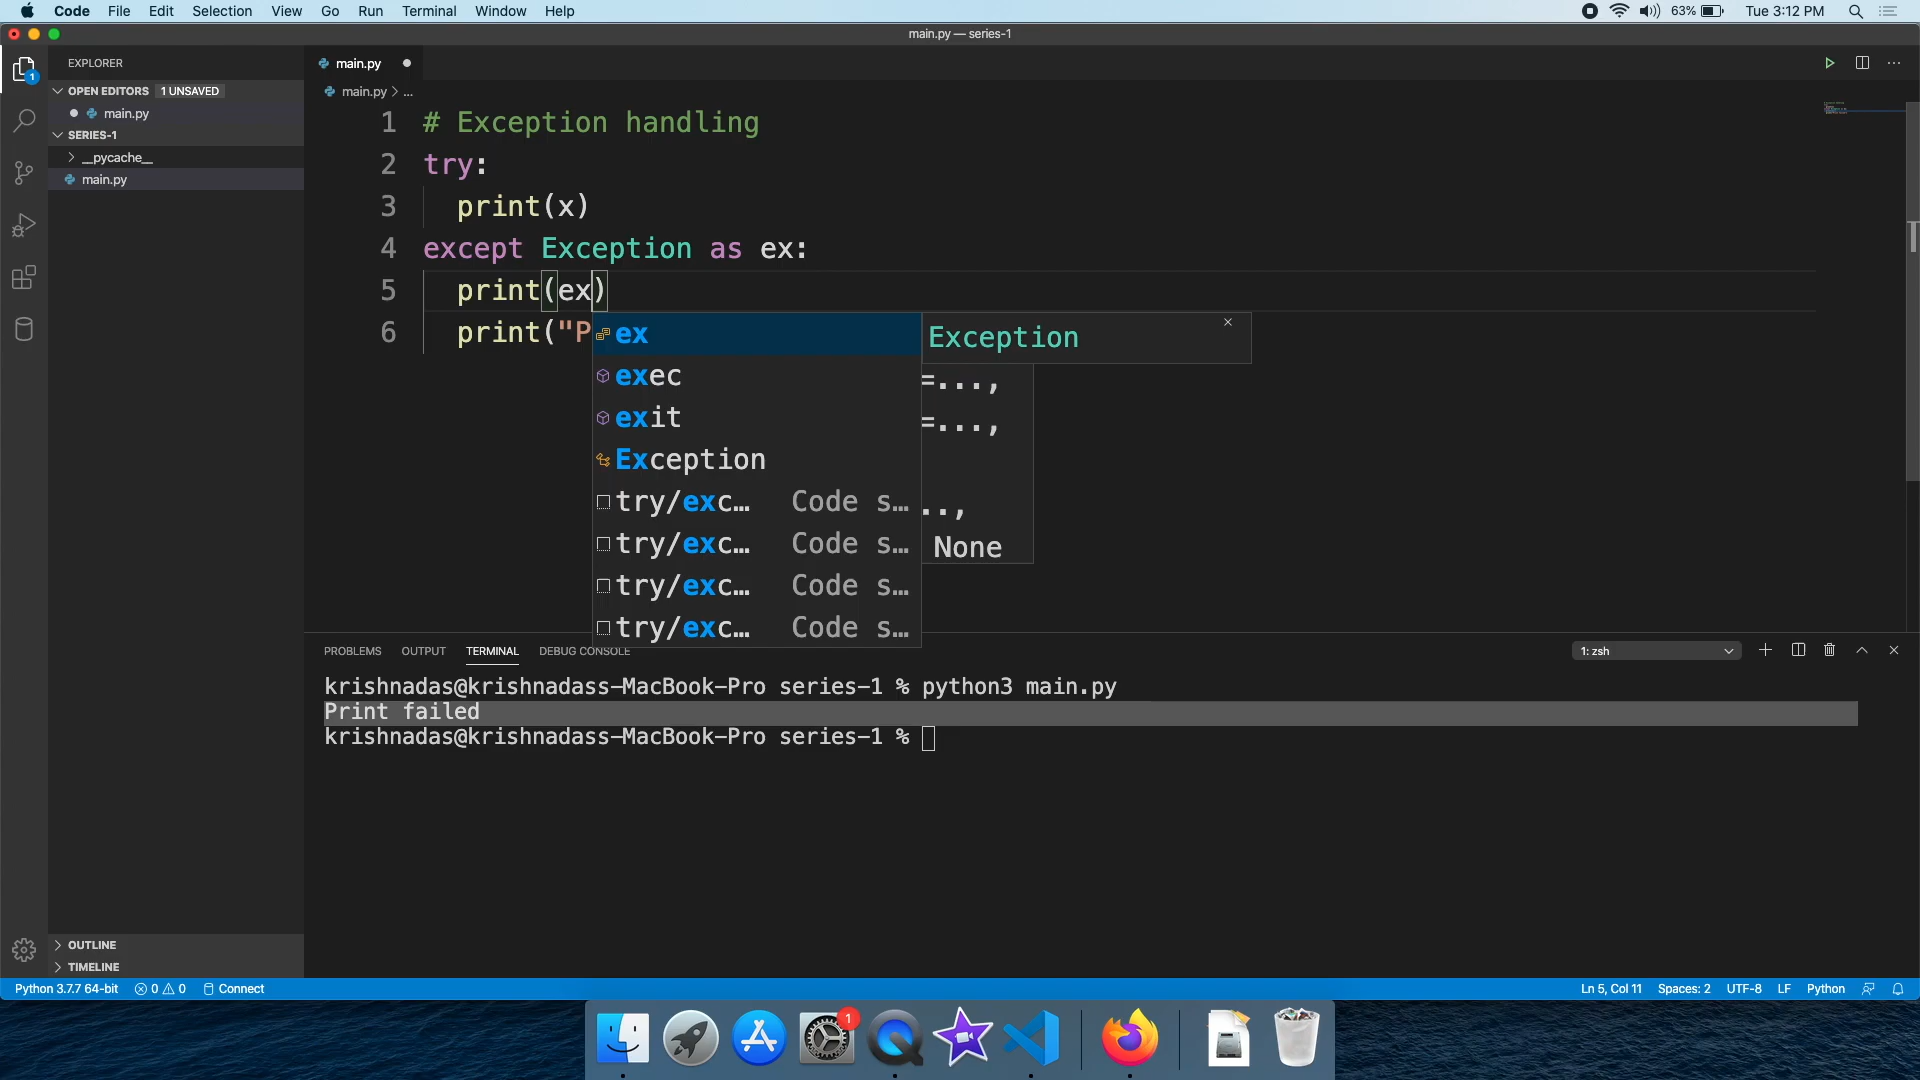 Code File Edit Selection View Go Run Terminal Window Help
63% Tue 3:12 PM
main.py — series-1
EXPLORER
1
OPEN EDITORS 1 UNSAVED
main.py
SERIES-1
__pycache__
main.py
OUTLINE
TIMELINE
main.py
main.py > ...
1 # Exception handling
2 try:
3 print(x)
4 except Exception as ex:
5 print(ex)
6 print("P
ex
exec
exit
Exception
try/exc... Code s...
try/exc... Code s...
try/exc... Code s...
try/exc... Code s...
Exception
=...,
=...,
..,
None
PROBLEMS OUTPUT TERMINAL DEBUG CONSOLE
1: zsh
krishnadas@krishnadass-MacBook-Pro series-1 % python3 main.py
Print failed
krishnadas@krishnadass-MacBook-Pro series-1 %
Python 3.7.7 64-bit 0 0 Connect
Ln 5, Col 11 Spaces: 2 UTF-8 LF Python
1